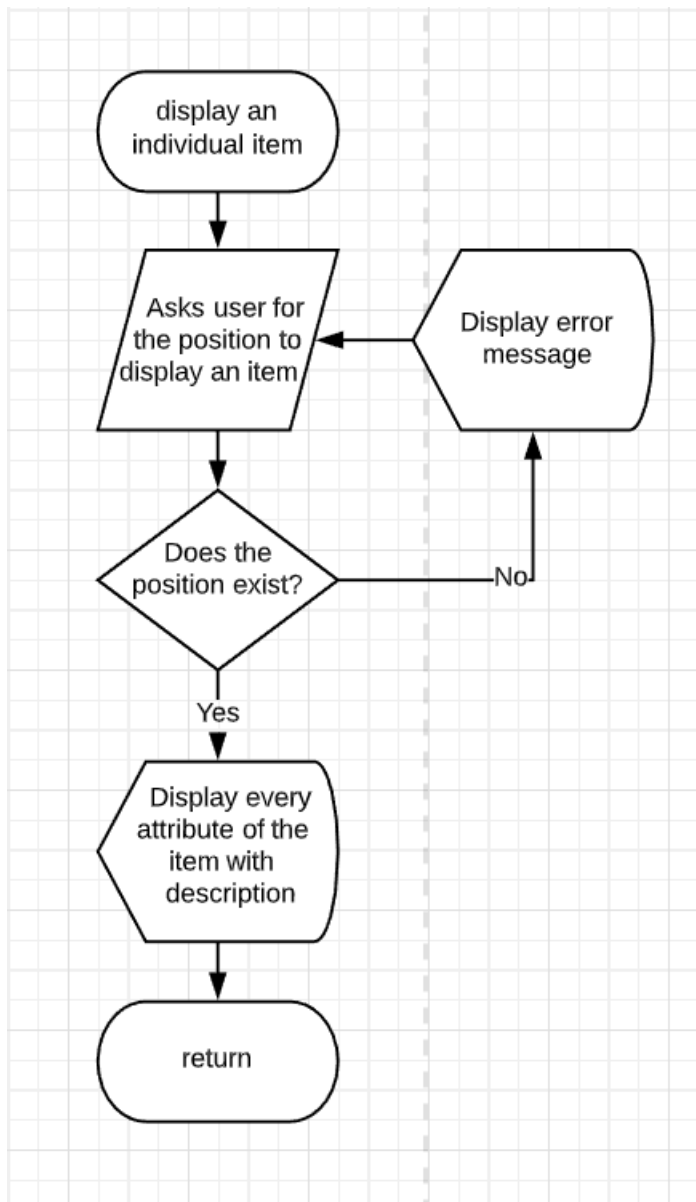 display an
individual item
Asks user for
the position to
display an item
Display error
message
Does the
position exist?
No
Yes
Display every
attribute of the
item with
description
return